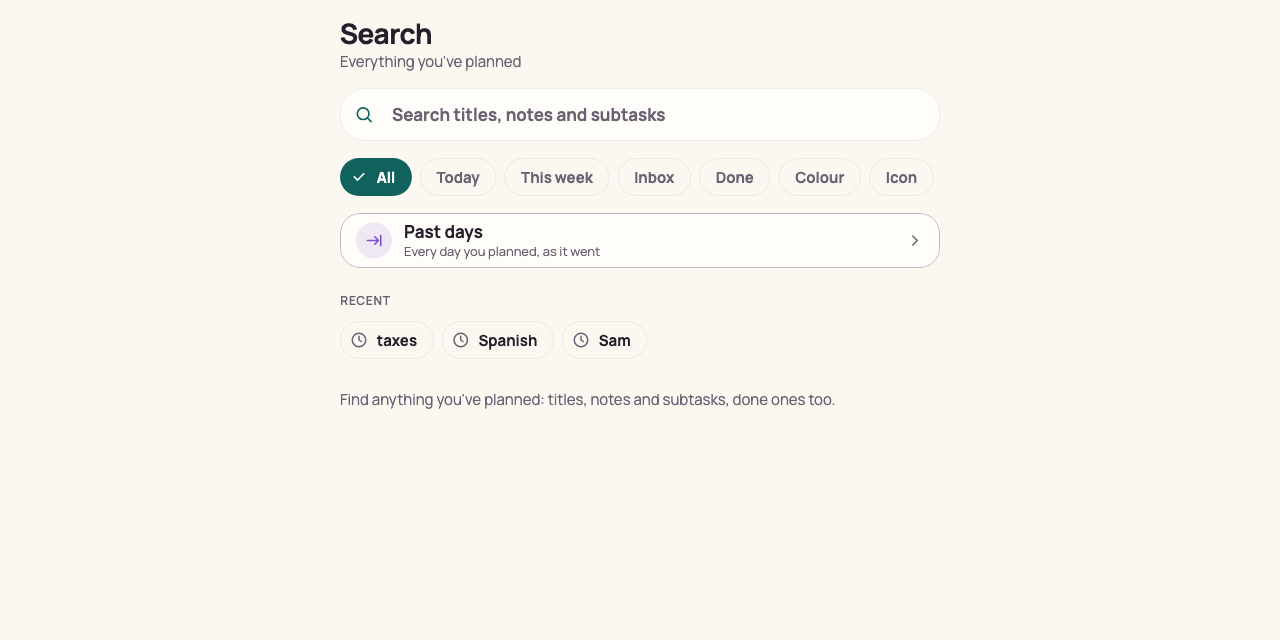 Search
Everything you've planned
Search titles, notes and subtasks
All Today This week Inbox Done Colour Icon
Past days
Every day you planned, as it went
RECENT
taxes Spanish Sam
Find anything you've planned: titles, notes and subtasks, done ones too.